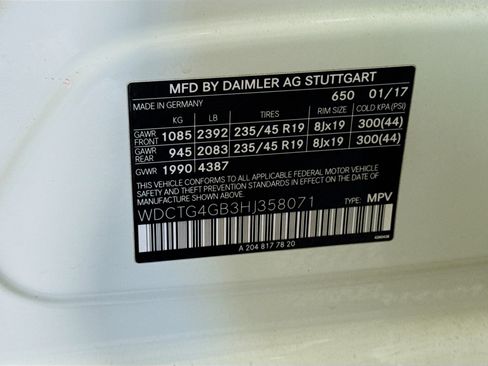 MFD BY DAIMLER AG STUTTGART
MADE IN GERMANY 650 01/17
KG LB TIRES RIM SIZE COLD KPA (PSI)
GAWR FRONT 1085 2392 235/45 R19 8Jx19 300(44)
GAWR REAR 945 2083 235/45 R19 8Jx19 300(44)
GVWR 1990 4387
THIS VEHICLE CONFORMS TO ALL APPLICABLE FEDERAL MOTOR VEHICLE
SAFETY STANDARDS IN EFFECT ON THE DATE OF MANUFACTURE SHOWN ABOVE.
WDCTG4GB3HJ358071 TYPE: MPV
A 204 817 78 20